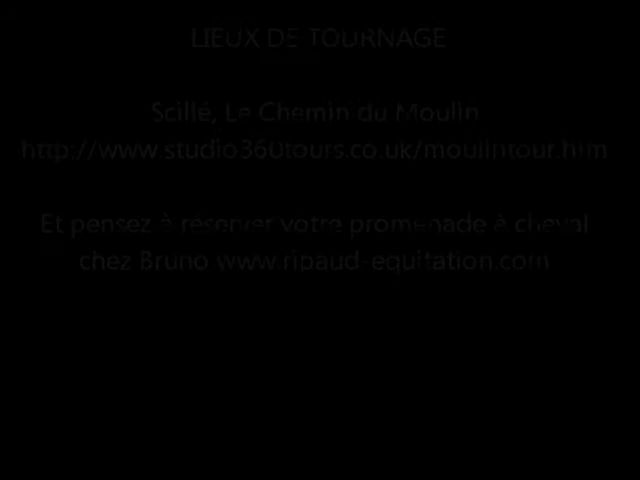 LIEUX DE TOURNAGE
Scillé, Le Chemin du Moulin
http://www.studio360tours.co.uk/moulintour.htm
Et pensez à réserver votre promenade à cheval
chez Bruno www.ripaud-equitation.com